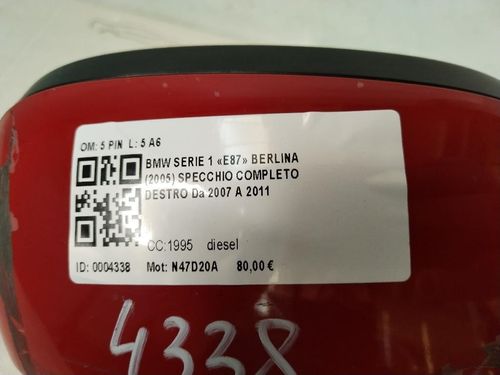 OM: 5 PIN L: 5 A6
BMW SERIE 1 «E87» BERLINA
(2005) SPECCHIO COMPLETO
DESTRO Da 2007 A 2011
CC:1995 diesel
ID: 0004338 Mot: N47D20A 80,00 €
4338